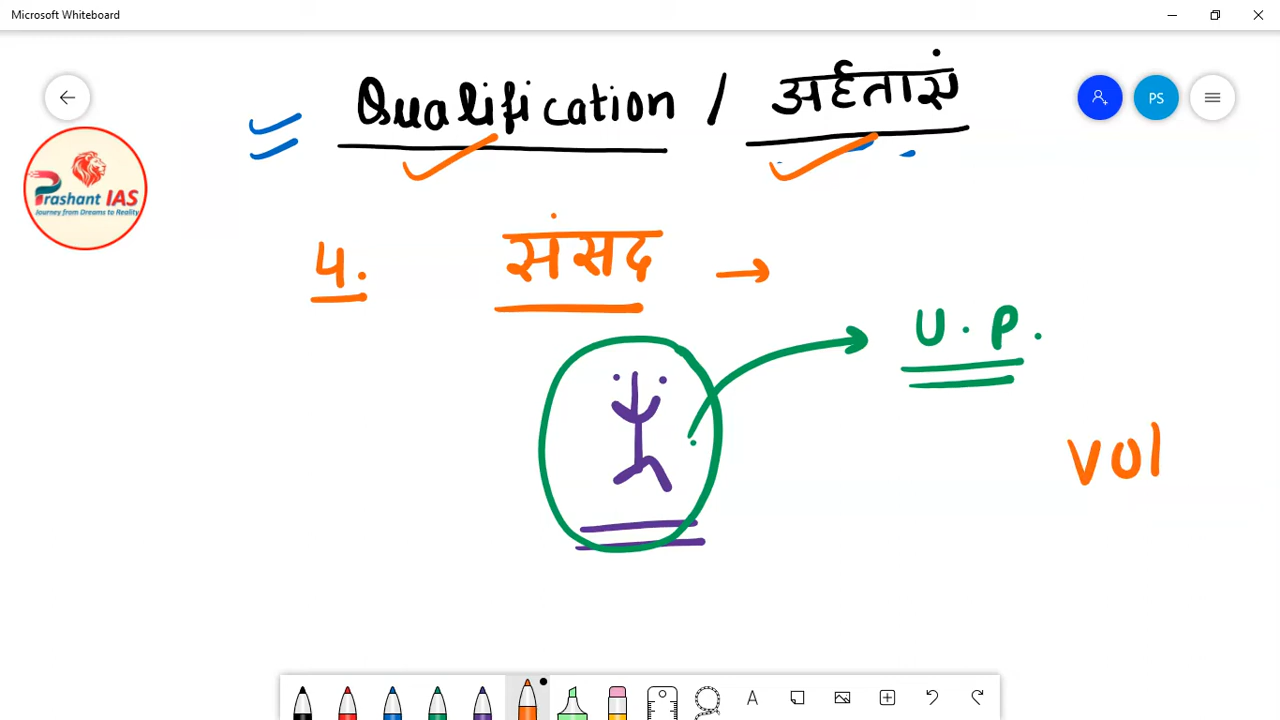 Microsoft Whiteboard
Qualification / अर्हताएं
PS
Prashant IAS
Journey from Dreams to Reality
4. संसद →
U.P.
vol
A